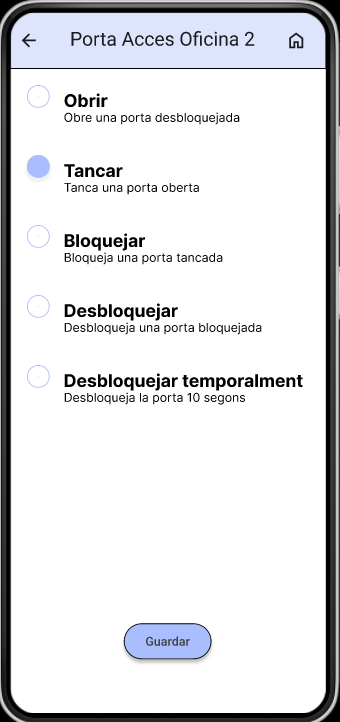 Porta Acces Oficina 2
Obrir
Obre una porta desbloquejada
Tancar
Tanca una porta oberta
Bloquejar
Bloqueja una porta tancada
Desbloquejar
Desbloqueja una porta bloquejada
Desbloquejar temporalment
Desbloqueja la porta 10 segons
Guardar